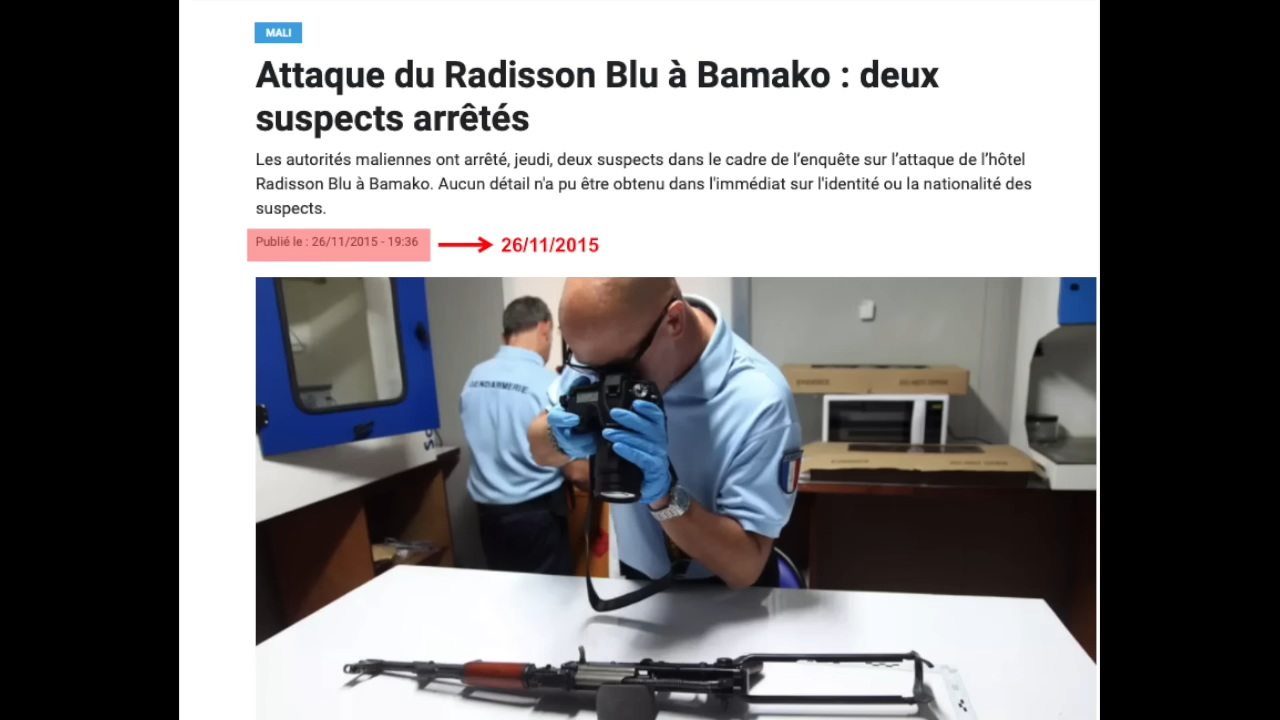 MALI
Attaque du Radisson Blu à Bamako : deux
suspects arrêtés
Les autorités maliennes ont arrêté, jeudi, deux suspects dans le cadre de l’enquête sur l’attaque de l’hôtel
Radisson Blu à Bamako. Aucun détail n'a pu être obtenu dans l'immédiat sur l'identité ou la nationalité des
suspects.
Publié le : 26/11/2015 - 19:36
26/11/2015
GENDARMERIE